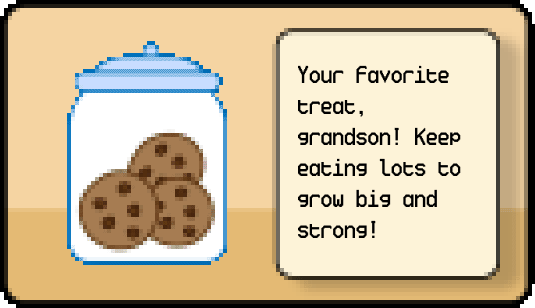 Your favorite
treat,
grandson! Keep
eating lots to
grow big and
strong!